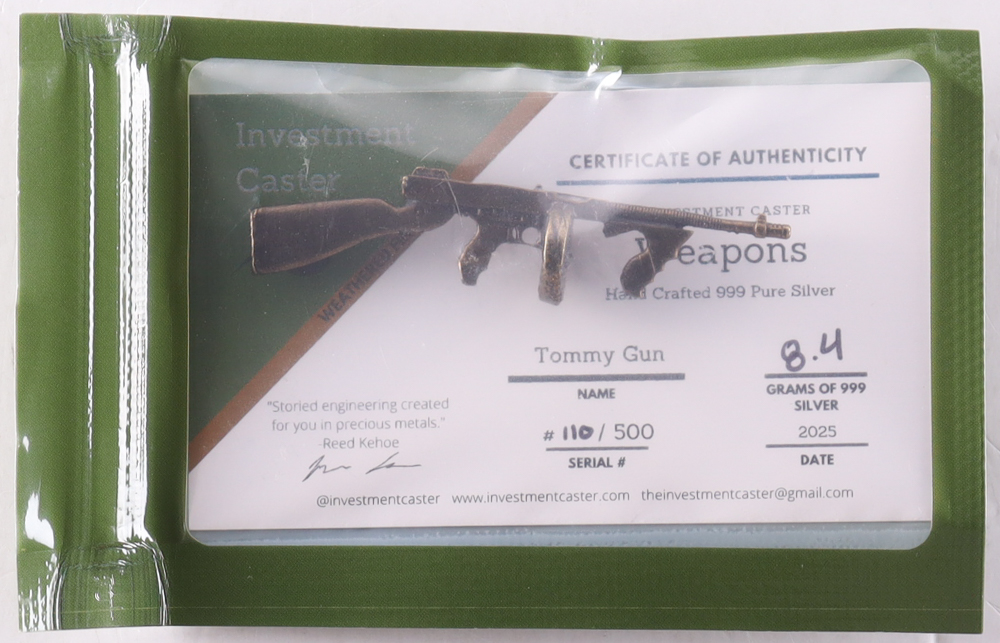 Investment
Caster
CERTIFICATE OF AUTHENTICITY
STMENT CASTER
Weapons
Hand Crafted 999 Pure Silver
Tommy Gun
NAME
8.4
GRAMS OF 999
SILVER
"Storied engineering created
for you in precious metals."
-Reed Kehoe
# 110 / 500
SERIAL #
2025
DATE
@investmentcaster www.investmentcaster.com theinvestmentcaster@gmail.com